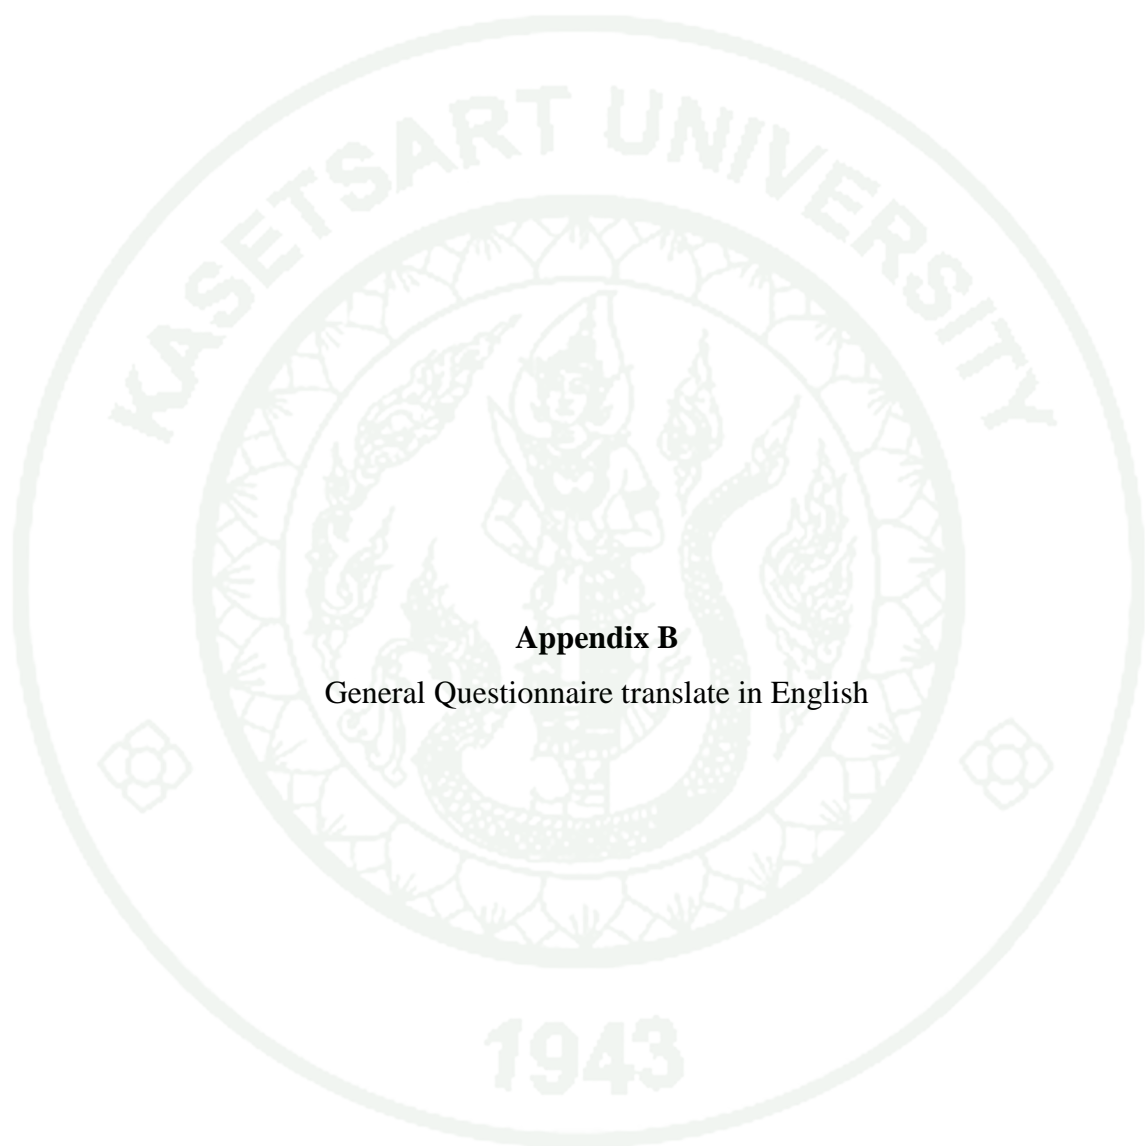 KASETSART UNIVERSITY
Appendix B
General Questionnaire translate in English
1943